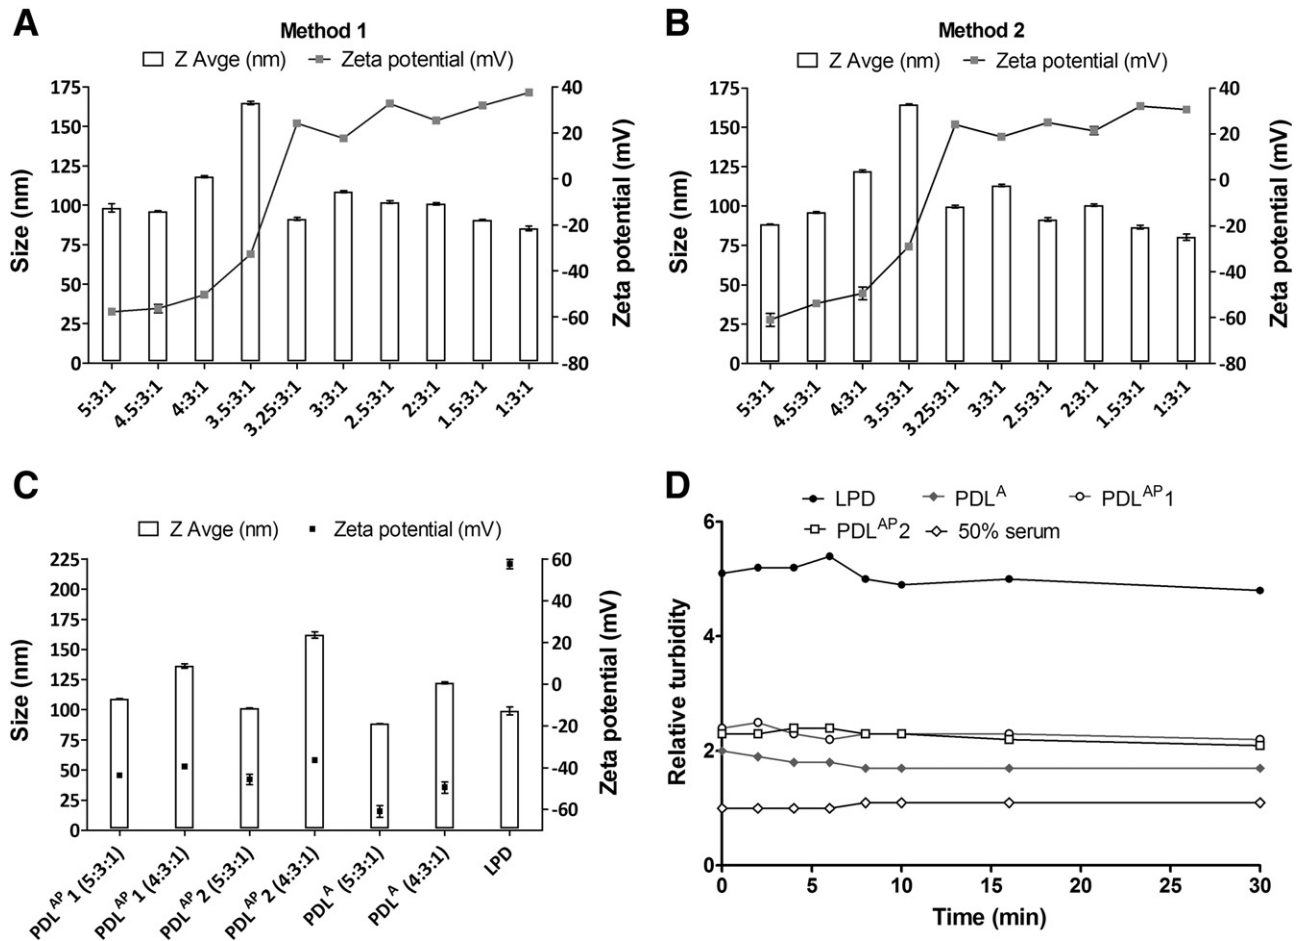 A
Method 1
Z Avge (nm) Zeta potential (mV)
Size (nm)
175
150
125
100
75
50
25
0
40
20
0
-20
-40
-60
-80
Zeta potential (mV)
5:3:1 4.5:3:1 4:3:1 3.5:3:1 3.25:3:1 3:3:1 2.5:3:1 2:3:1 1.5:3:1 1:3:1
B
Method 2
Z Avge (nm) Zeta potential (mV)
Size (nm)
175
150
125
100
75
50
25
0
40
20
0
-20
-40
-60
-80
Zeta potential (mV)
5:3:1 4.5:3:1 4:3:1 3.5:3:1 3.25:3:1 3:3:1 2.5:3:1 2:3:1 1.5:3:1 1:3:1
C
Z Avge (nm) Zeta potential (mV)
Size (nm)
225
200
175
150
125
100
75
50
25
0
60
40
20
0
-20
-40
-60
Zeta potential (mV)
PDL^AP 1 (5:3:1)
PDL^AP 1 (4:3:1)
PDL^AP 2 (5:3:1)
PDL^AP 2 (4:3:1)
PDL^A (5:3:1)
PDL^A (4:3:1)
LPD
D
LPD PDL^A PDL^AP1
PDL^AP2 50% serum
Relative turbidity
6
4
2
0
0 5 10 15 20 25 30
Time (min)